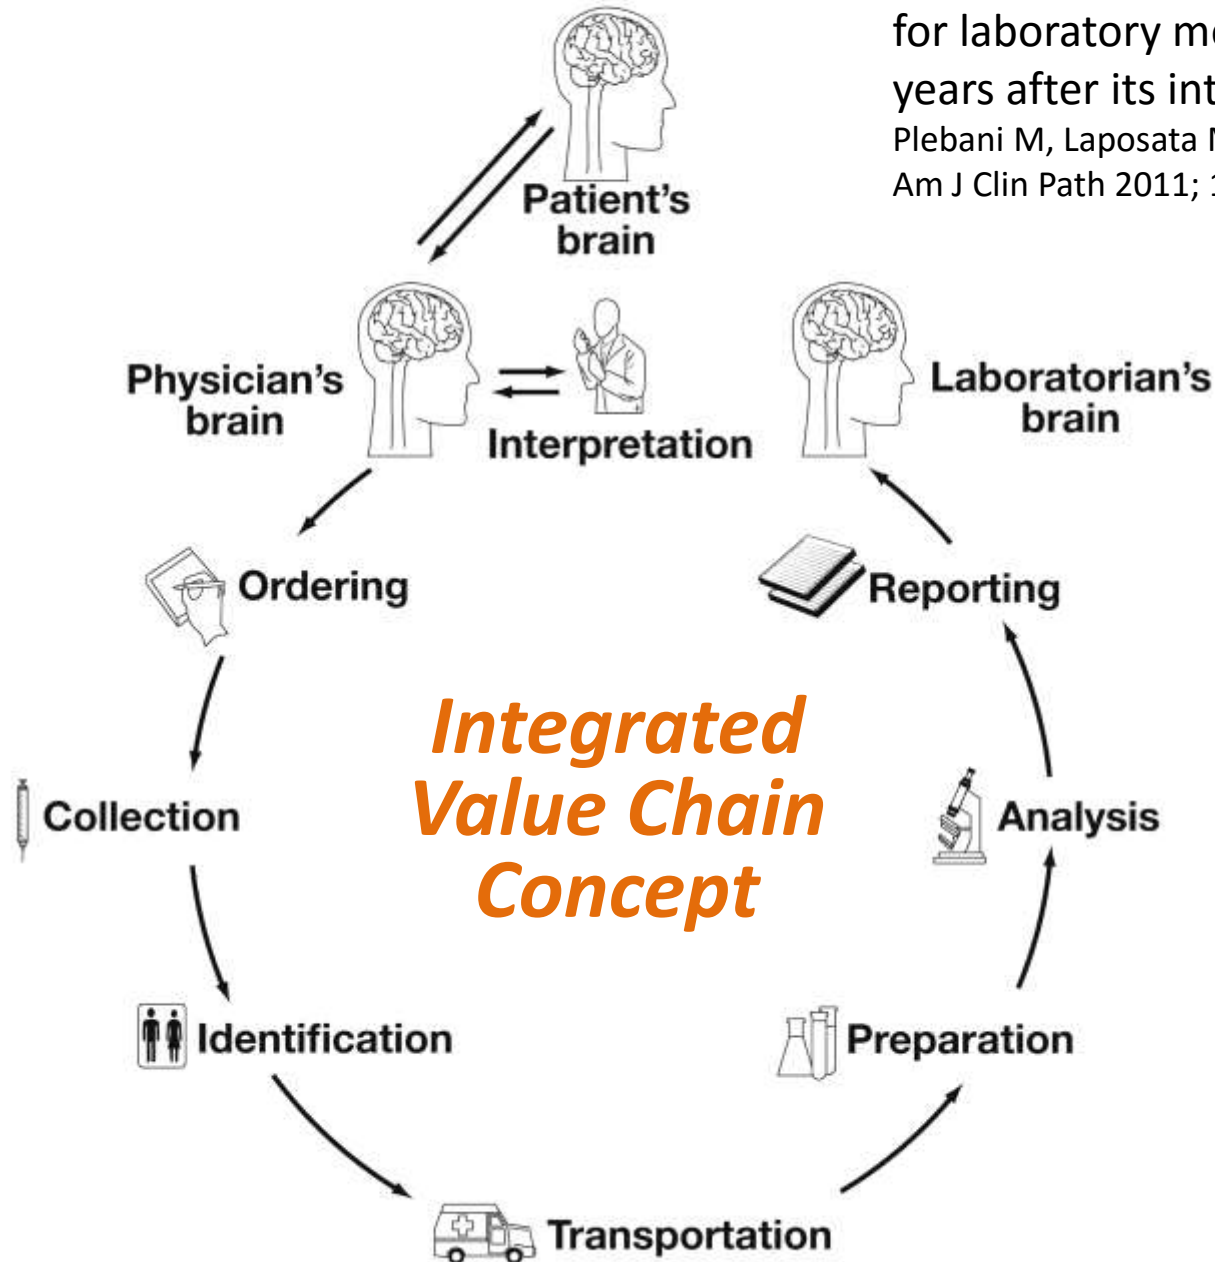 for laboratory me
years after its int
Plebani M, Laposata M
Am J Clin Path 2011; 1
Patient's
brain
Physician's
brain
Interpretation
Laboratorian's
brain
Ordering
Reporting
Integrated
Value Chain
Concept
Collection
Analysis
Identification
Preparation
Transportation